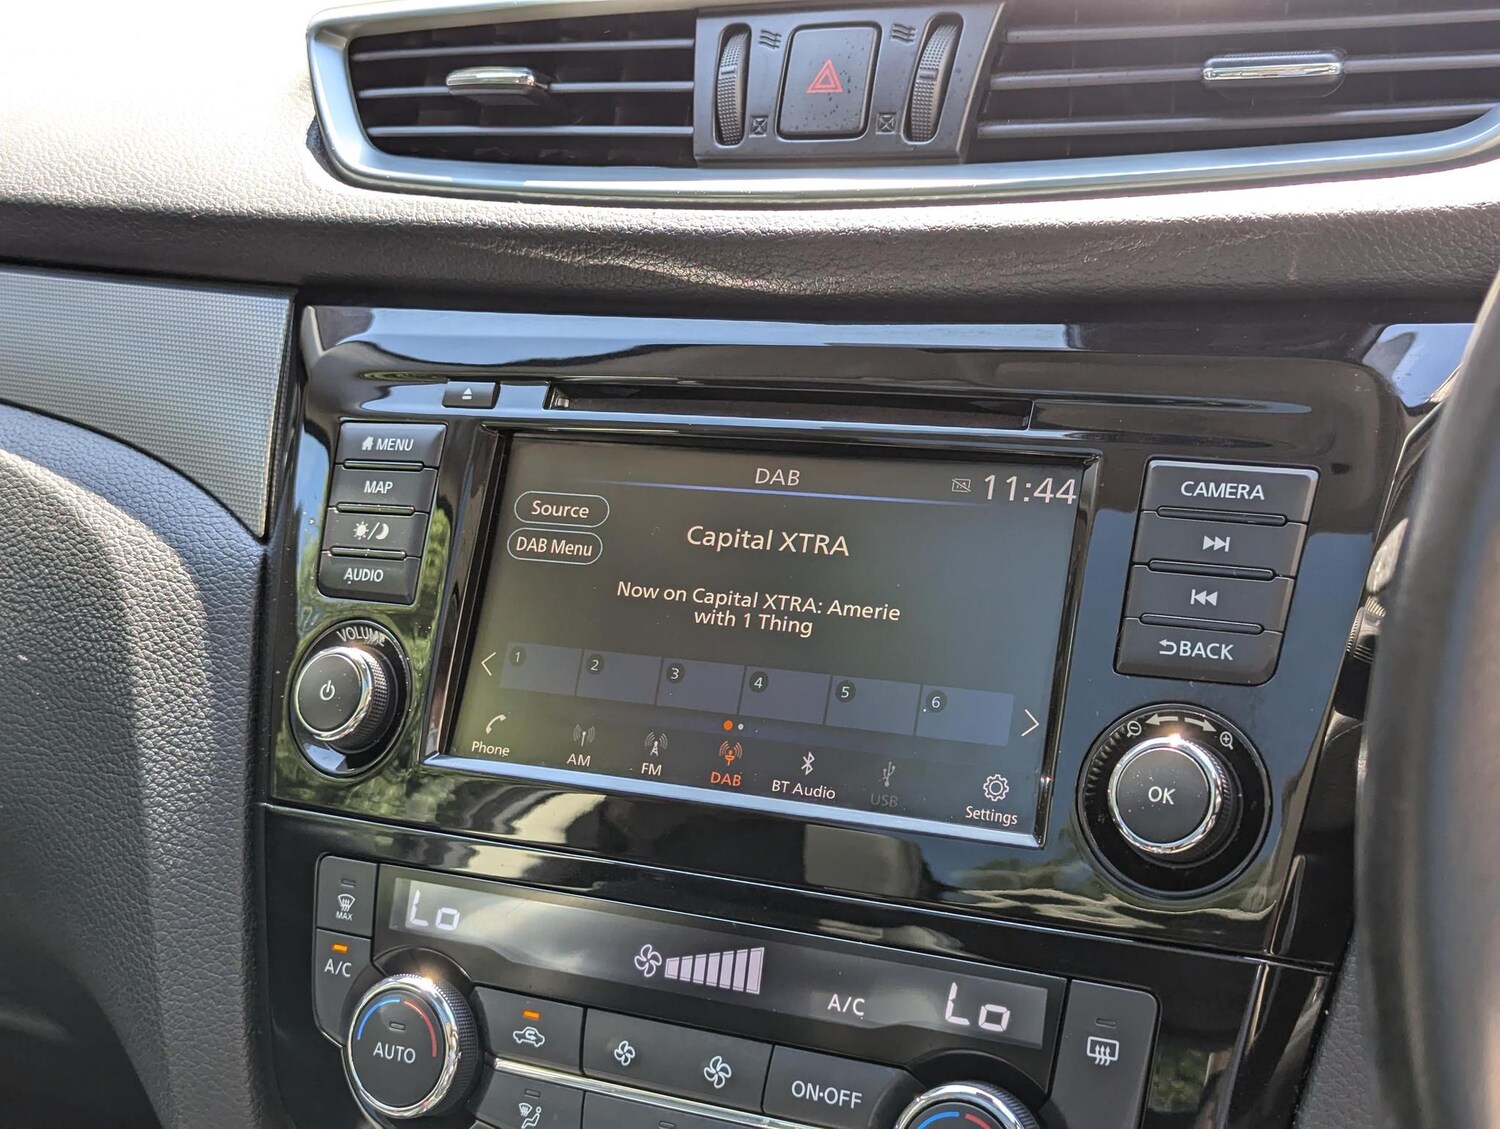 MENU
MAP
AUDIO
VOLUME
DAB
11:44
Source
DAB Menu
Capital XTRA
Now on Capital XTRA: Amerie
with 1 Thing
1 2 3 4 5 6
Phone
AM
FM
DAB
BT Audio
USB
Settings
CAMERA
BACK
OK
MAX
A/C
Lo
A/C
Lo
AUTO
ON·OFF